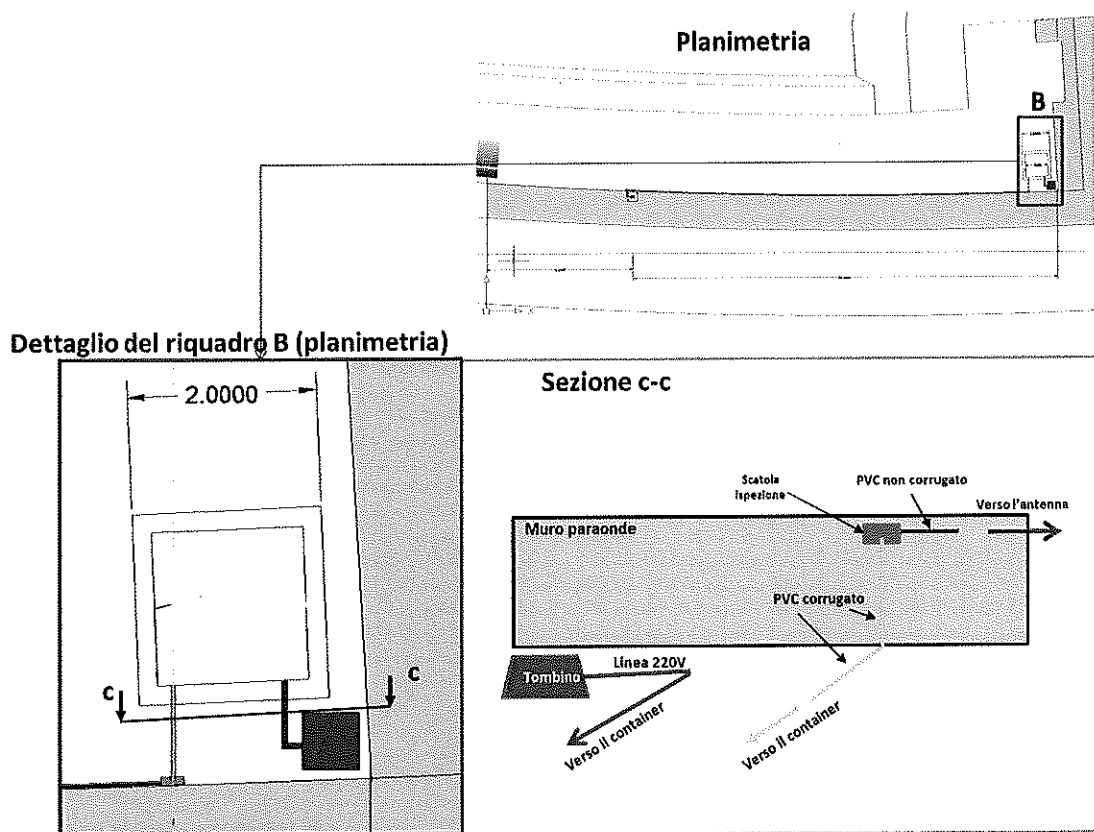 Planimetria
B
Dettaglio del riquadro B (planimetria)
2.0000
c
c
Sezione c-c
Scatola
ispezione
PVC non corrugato
Verso l'antenna
Muro paraonde
PVC corrugato
Tombino
Linea 220V
Verso il container
Verso il container